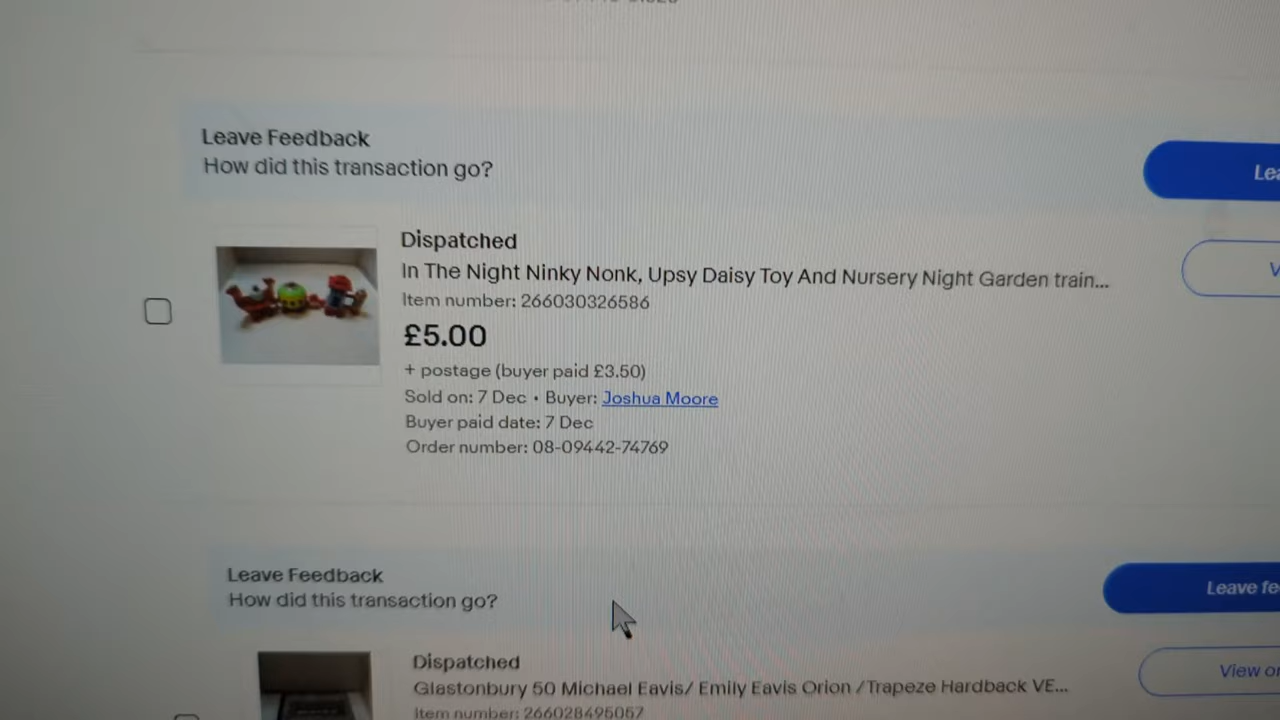 Leave Feedback
How did this transaction go?
Lea
Dispatched
In The Night Ninky Nonk, Upsy Daisy Toy And Nursery Night Garden train...
Item number: 266030326586
£5.00
+ postage (buyer paid £3.50)
Sold on: 7 Dec • Buyer: Joshua Moore
Buyer paid date: 7 Dec
Order number: 08-09442-74769
Leave Feedback
How did this transaction go?
Leave fe
Dispatched
View or
Glastonbury 50 Michael Eavis/ Emily Eavis Orion /Trapeze Hardback VE...
Item number: 266028495057